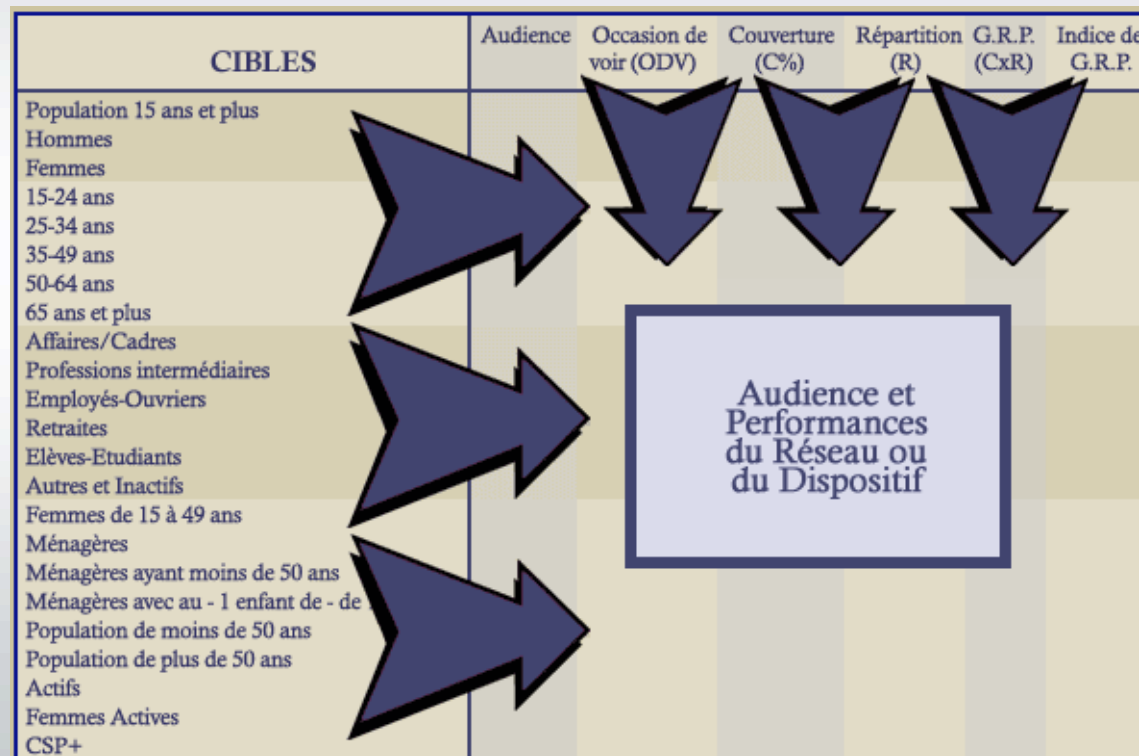 CIBLES
Audience
Occasion de
voir (ODV)
Couverture
(C%)
Répartition
(R)
G.R.P.
(CxR)
Indice de
G.R.P.
Population 15 ans et plus
Hommes
Femmes
15-24 ans
25-34 ans
35-49 ans
50-64 ans
65 ans et plus
Affaires/Cadres
Professions intermédiaires
Employés-Ouvriers
Retraites
Elèves-Etudiants
Autres et Inactifs
Femmes de 15 à 49 ans
Ménagères
Ménagères ayant moins de 50 ans
Ménagères avec au - 1 enfant de - de
Population de moins de 50 ans
Population de plus de 50 ans
Actifs
Femmes Actives
CSP+
Audience et
Performances
du Réseau ou
du Dispositif